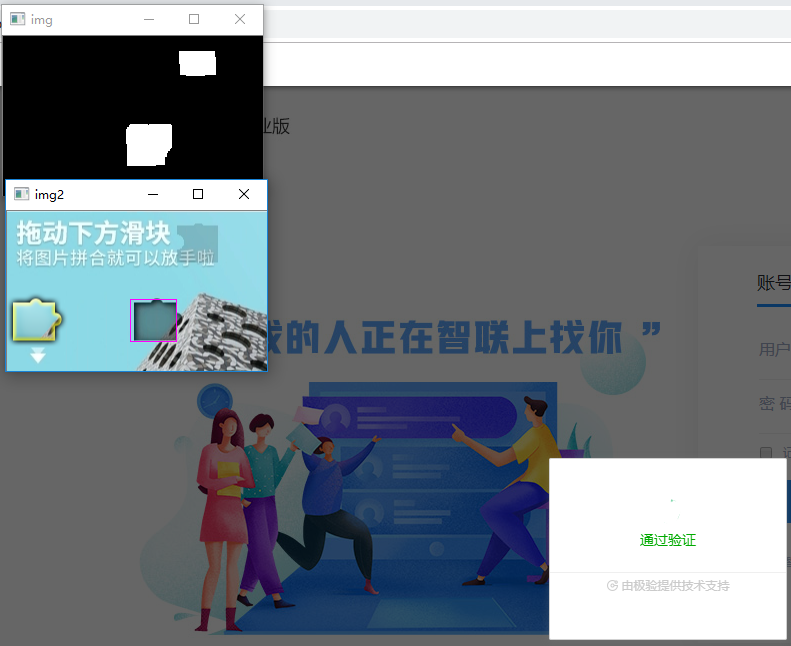 img
业版
img2
拖动下方滑块
将图片拼合就可以放手啦
的人正在智联上找你 ”
账号
用户
密 码
通过验证
由极验提供技术支持